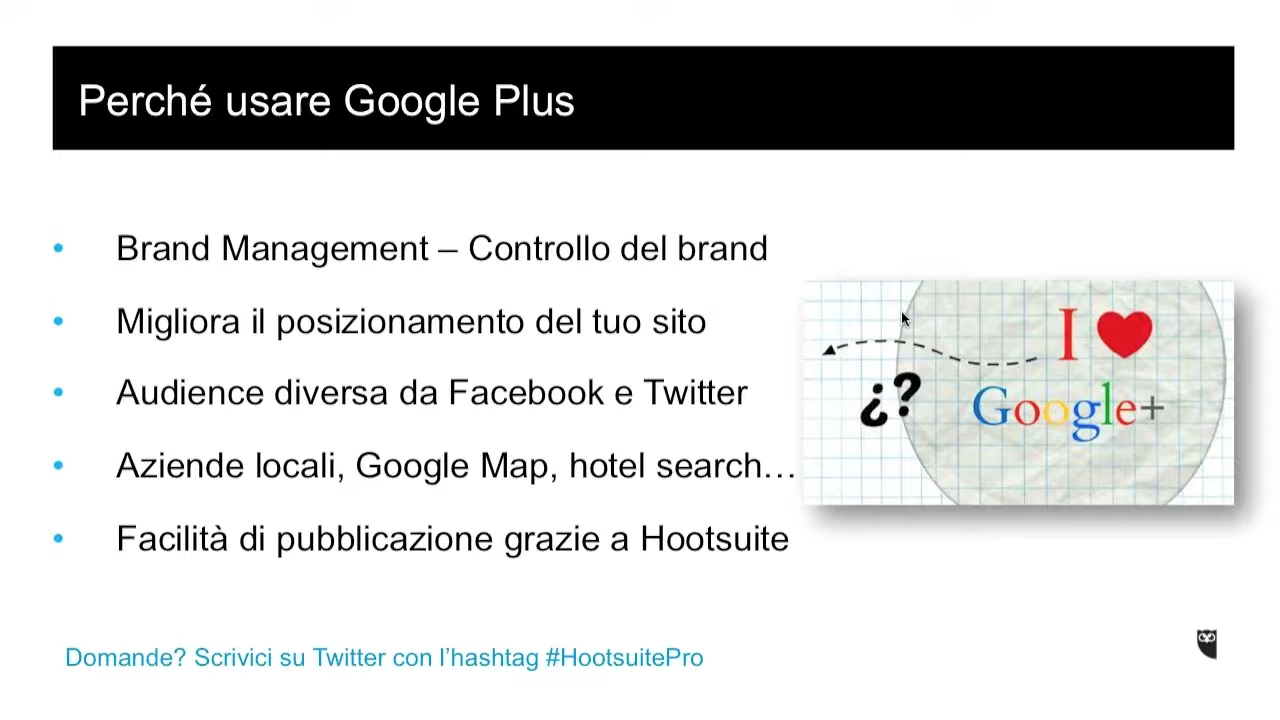 Perché usare Google Plus
• Brand Management – Controllo del brand
• Migliora il posizionamento del tuo sito
• Audience diversa da Facebook e Twitter
• Aziende locali, Google Map, hotel search…
• Facilità di pubblicazione grazie a Hootsuite
I ❤
¿?
Google+
Domande? Scrivici su Twitter con l’hashtag #HootsuitePro